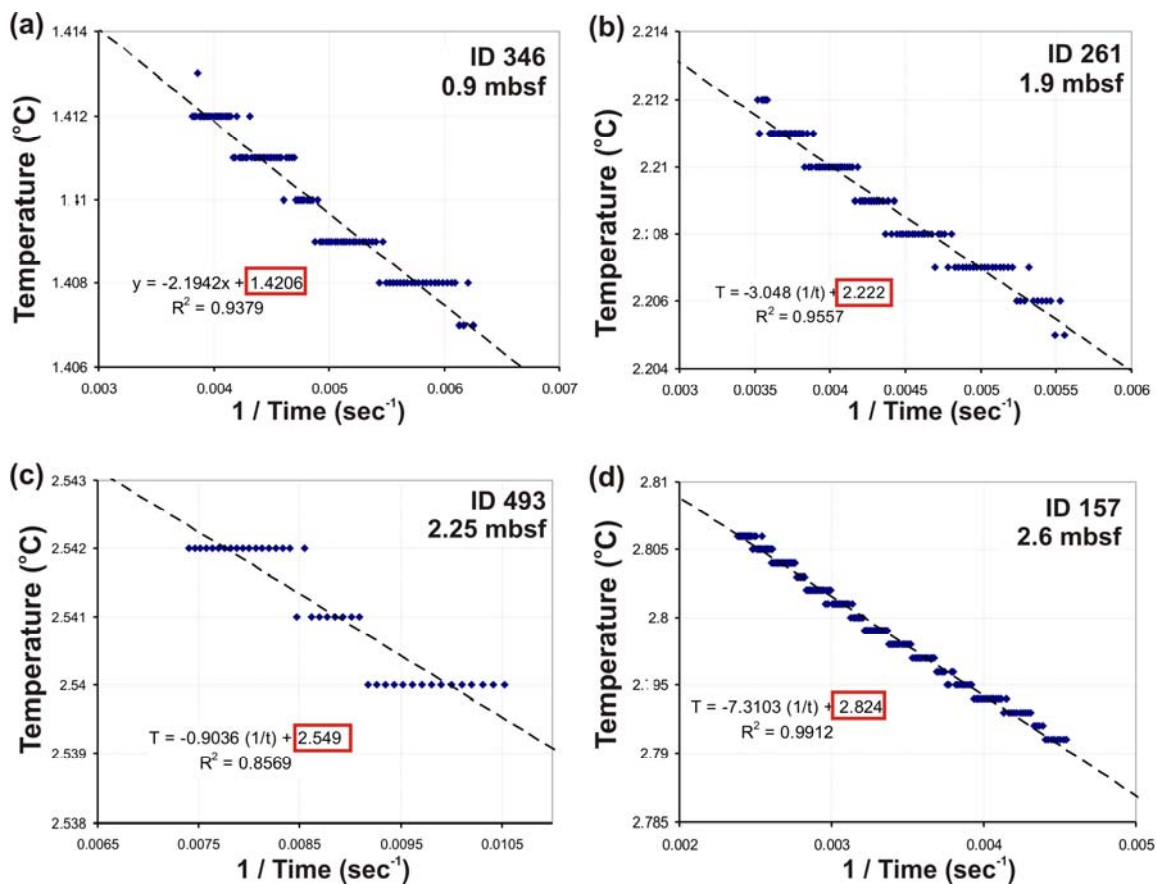 (a)
1.414
1.412
1.11
1.408
1.406
Temperature (°C)
ID 346
0.9 mbsf
y = -2.1942x + 1.4206
R² = 0.9379
0.003 0.004 0.005 0.006 0.007
1 / Time (sec⁻¹)
(b)
2.214
2.212
2.21
2.108
2.206
2.204
Temperature (°C)
ID 261
1.9 mbsf
T = -3.048 (1/t) + 2.222
R² = 0.9557
0.003 0.0035 0.004 0.0045 0.005 0.0055 0.006
1 / Time (sec⁻¹)
(c)
2.543
2.542
2.541
2.54
2.539
2.538
Temperature (°C)
ID 493
2.25 mbsf
T = -0.9036 (1/t) + 2.549
R² = 0.8569
0.0065 0.0075 0.0085 0.0095 0.0105
1 / Time (sec⁻¹)
(d)
2.81
2.805
2.8
2.195
2.79
2.785
Temperature (°C)
ID 157
2.6 mbsf
T = -7.3103 (1/t) + 2.824
R² = 0.9912
0.002 0.003 0.004 0.005
1 / Time (sec⁻¹)